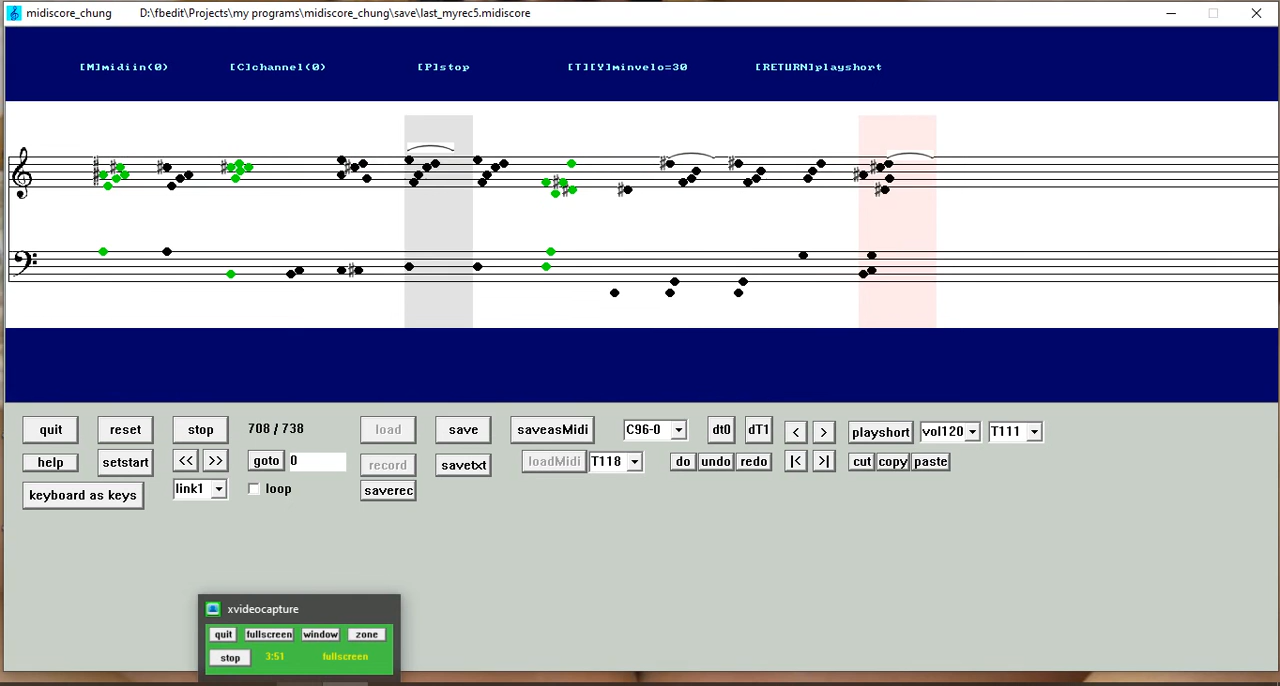 midiscore_chung D:\fbedit\Projects\my programs\midiscore_chung\save\last_myrec5.midiscore
[M]midiin(0) [C]channel(0) [P]stop [T][Y]minvelo=30 [RETURN]playshort
quit reset stop 708 / 738 load save saveasMidi C96-0 dt0 dT1 < > playshort vol120 T111
help setstart << >> goto 0 record savetxt loadMidi T118 do undo redo |< >| cut copy paste
keyboard as keys link1 loop saverec
xvideocapture
quit fullscreen window zone
stop 3:51 fullscreen